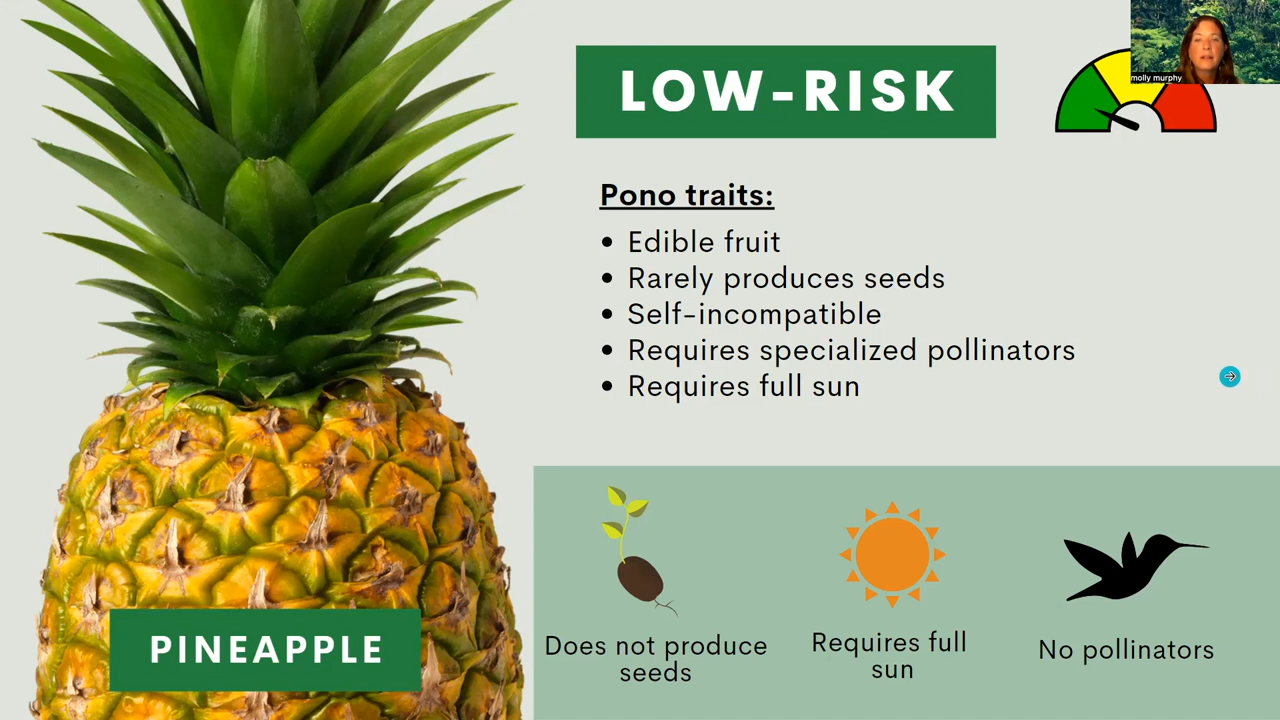 LOW-RISK
molly murphy
Pono traits:
• Edible fruit
• Rarely produces seeds
• Self-incompatible
• Requires specialized pollinators
• Requires full sun
PINEAPPLE
Does not produce
seeds
Requires full
sun
No pollinators